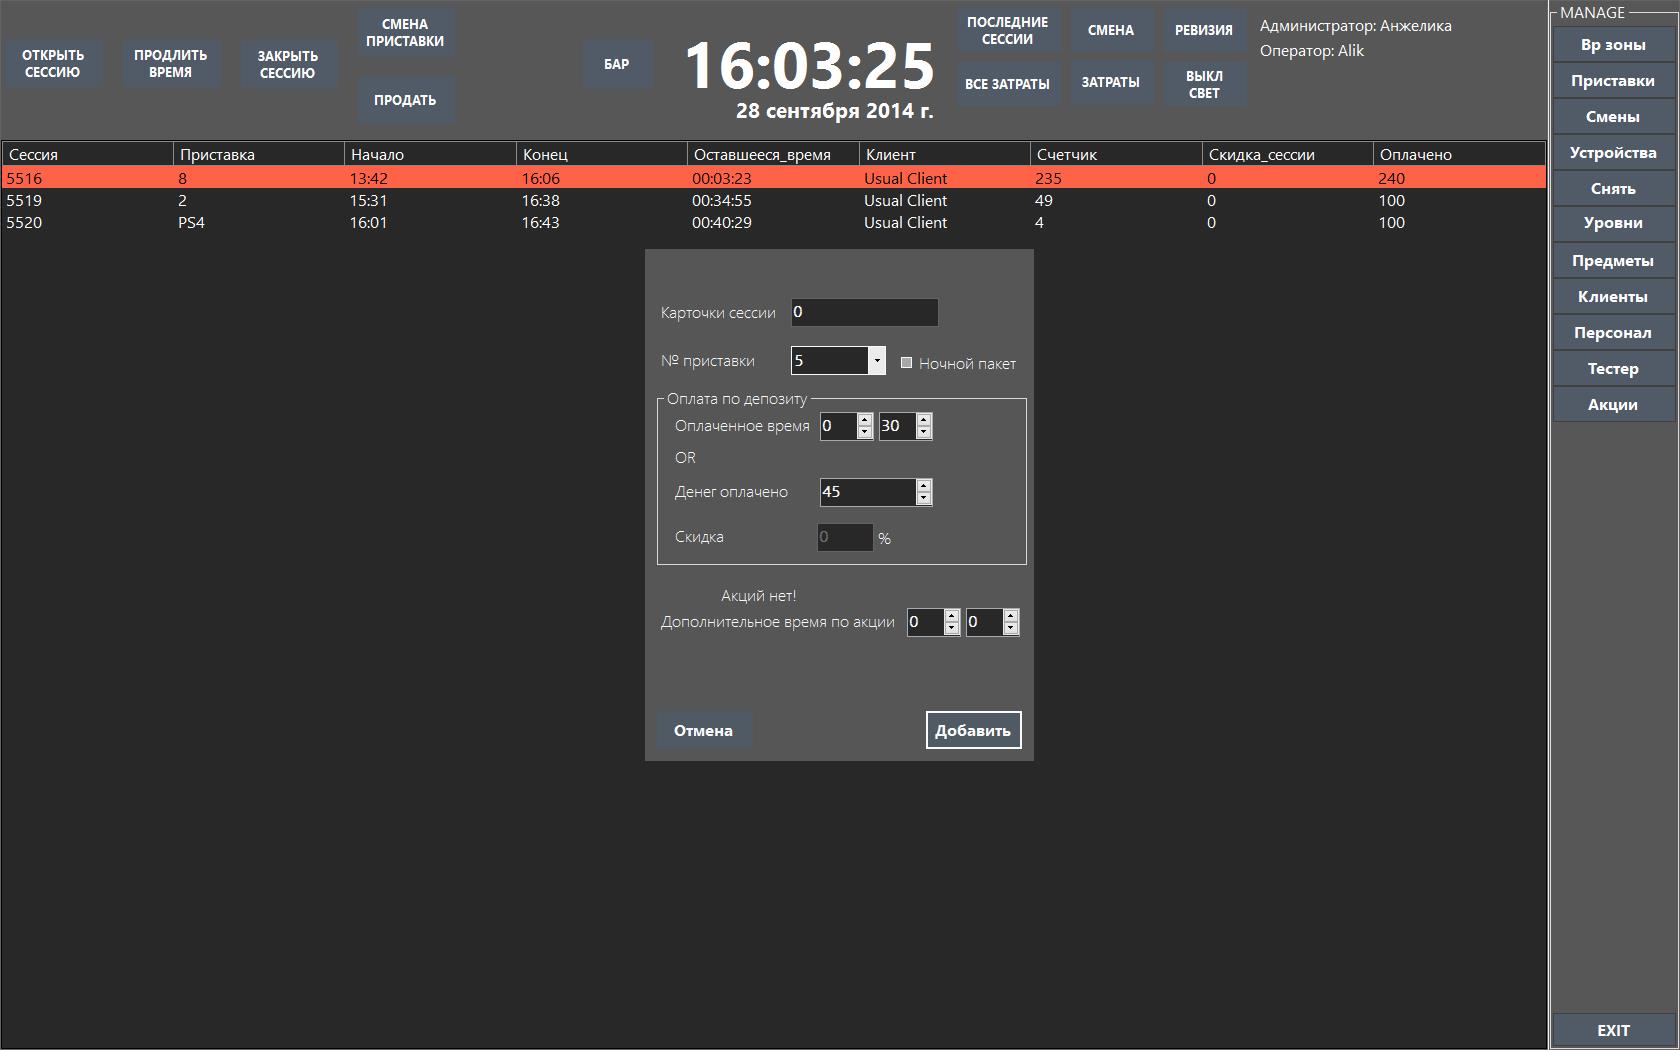 ОТКРЫТЬ
СЕССИЮ
ПРОДЛИТЬ
ВРЕМЯ
ЗАКРЫТЬ
СЕССИЮ
СМЕНА
ПРИСТАВКИ
ПРОДАТЬ
БАР
16:03:25
28 сентября 2014 г.
ПОСЛЕДНИЕ
СЕССИИ
СМЕНА
РЕВИЗИЯ
ВСЕ ЗАТРАТЫ
ЗАТРАТЫ
ВЫКЛ
СВЕТ
Администратор: Анжелика
Оператор: Alik
Сессия Приставка Начало Конец Оставшееся_время Клиент Счетчик Скидка_сессии Оплачено
5516 8 13:42 16:06 00:03:23 Usual Client 235 0 240
5519 2 15:31 16:38 00:34:55 Usual Client 49 0 100
5520 PS4 16:01 16:43 00:40:29 Usual Client 4 0 100
Карточки сессии 0
№ приставки 5 Ночной пакет
Оплата по депозиту
Оплаченное время 0 30
OR
Денег оплачено 45
Скидка 0 %
Акций нет!
Дополнительное время по акции 0 0
Отмена Добавить
MANAGE
Вр зоны
Приставки
Смены
Устройства
Снять
Уровни
Предметы
Клиенты
Персонал
Тестер
Акции
EXIT